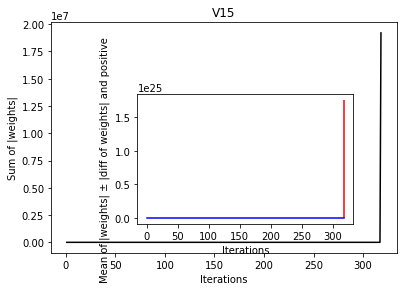 V15
1e7
2.00
1.75
1.50
1.25
1.00
0.75
0.50
0.25
0.00
Sum of |weights|
0 50 100 150 200 250 300
Iterations
1e25
1.5
1.0
0.5
0.0
Mean of |weights| ± |diff of weights| and positive
0 50 100 150 200 250 300
Iterations